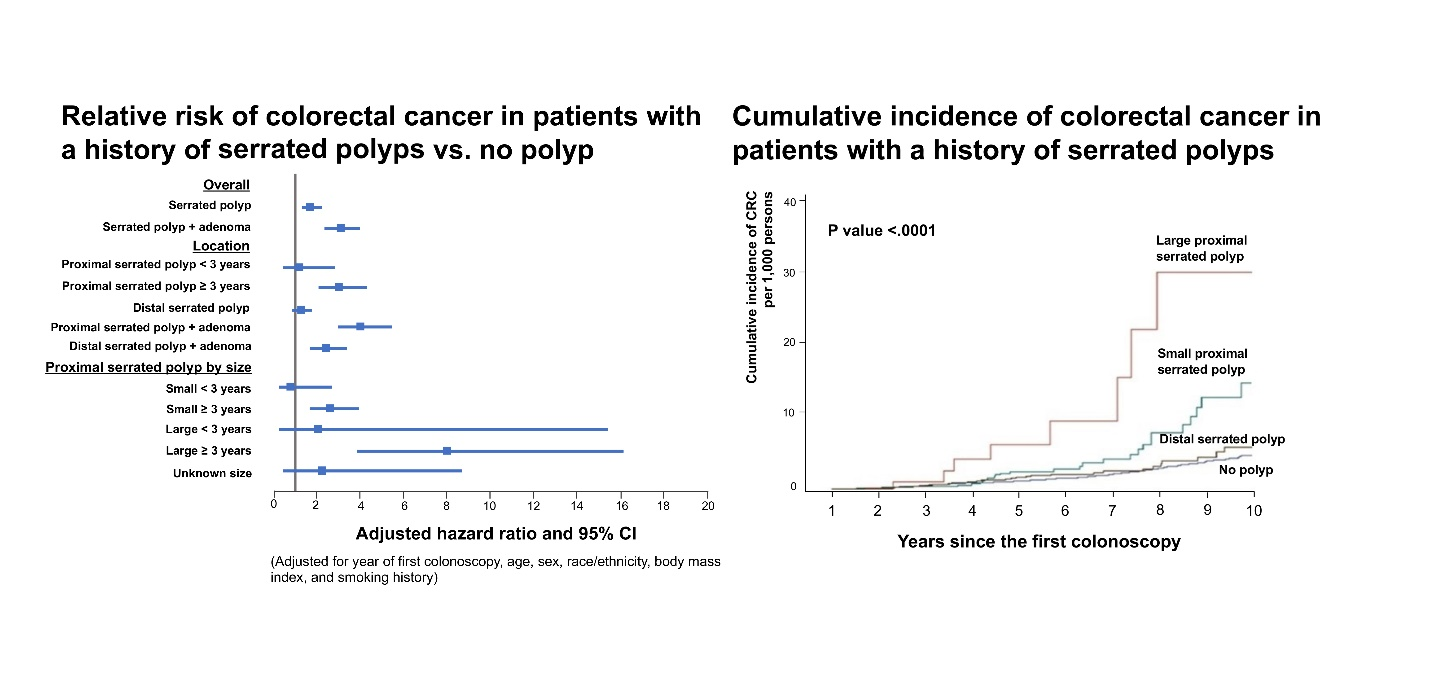 Relative risk of colorectal cancer in patients with
a history of serrated polyps vs. no polyp
Overall
Serrated polyp
Serrated polyp + adenoma
Location
Proximal serrated polyp < 3 years
Proximal serrated polyp ≥ 3 years
Distal serrated polyp
Proximal serrated polyp + adenoma
Distal serrated polyp + adenoma
Proximal serrated polyp by size
Small < 3 years
Small ≥ 3 years
Large < 3 years
Large ≥ 3 years
Unknown size
0 2 4 6 8 10 12 14 16 18 20
Adjusted hazard ratio and 95% CI
(Adjusted for year of first colonoscopy, age, sex, race/ethnicity, body mass
index, and smoking history)
Cumulative incidence of colorectal cancer in
patients with a history of serrated polyps
Cumulative incidence of CRC
per 1,000 persons
40
30
20
10
0
P value <.0001
Large proximal
serrated polyp
Small proximal
serrated polyp
Distal serrated polyp
No polyp
1 2 3 4 5 6 7 8 9 10
Years since the first colonoscopy